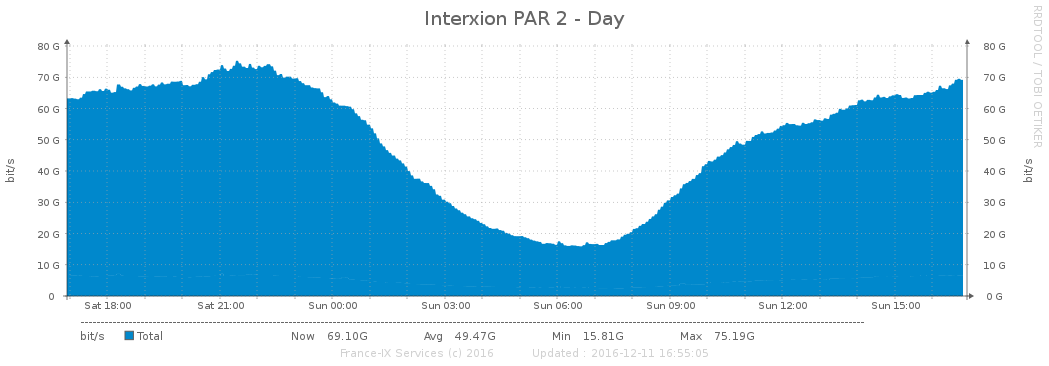 Interxion PAR 2 - Day
RRDTOOL / TOBI OETIKER
bit/s
bit/s
80 G 80 G
70 G 70 G
60 G 60 G
50 G 50 G
40 G 40 G
30 G 30 G
20 G 20 G
10 G 10 G
0 0 G
Sat 18:00 Sat 21:00 Sun 00:00 Sun 03:00 Sun 06:00 Sun 09:00 Sun 12:00 Sun 15:00
bit/s Total Now 69.10G Avg 49.47G Min 15.81G Max 75.19G
France-IX Services (c) 2016 Updated : 2016-12-11 16:55:05